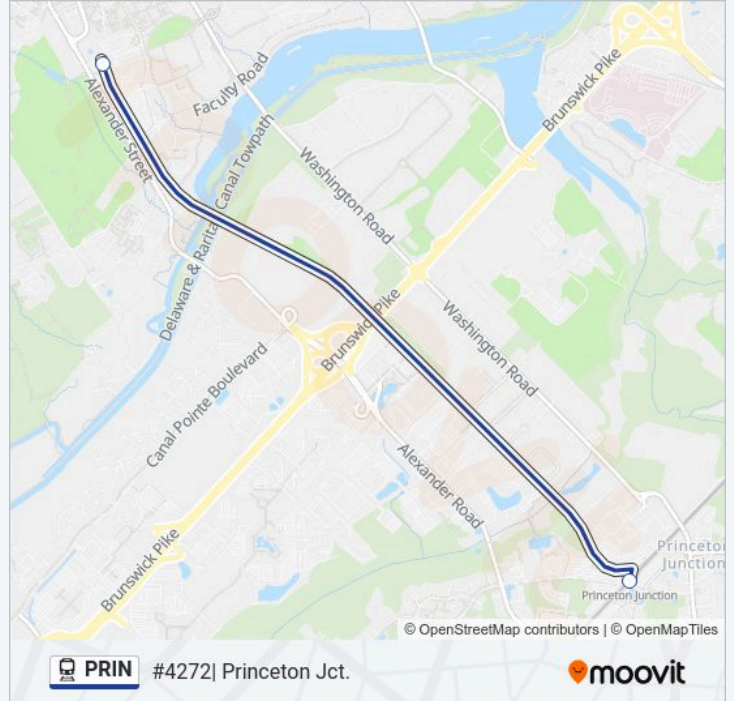 Faculty Road
Brunswick Pike
Alexander Street
Delaware & Raritan Canal Towpath
Washington Road
Brunswick Pike
Washington Road
Canal Pointe Boulevard
Alexander Road
Brunswick Pike
Princeton
Junction
Princeton Junction
© OpenStreetMap contributors | © OpenMapTiles
PRIN #4272| Princeton Jct.
moovit